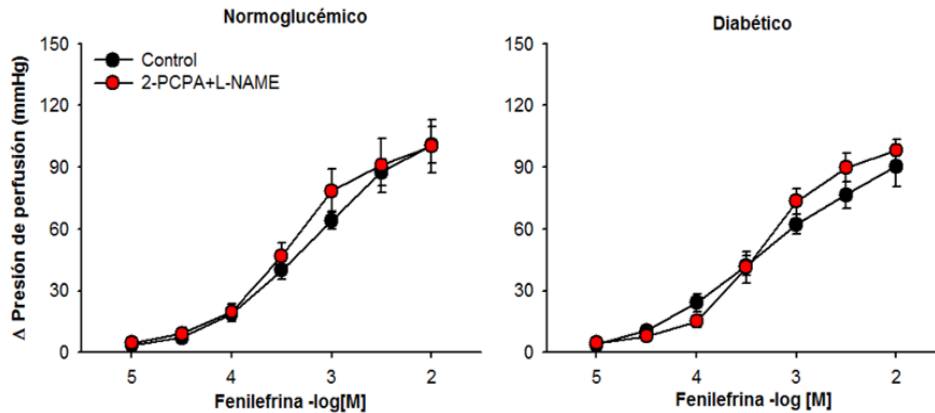 Normoglucémico
Δ Presión de perfusión (mmHg)
150
120
90
60
30
0
Control
2-PCPA+L-NAME
5 4 3 2
Fenilefrina -log[M]
Diabético
150
120
90
60
30
0
5 4 3 2
Fenilefrina -log[M]